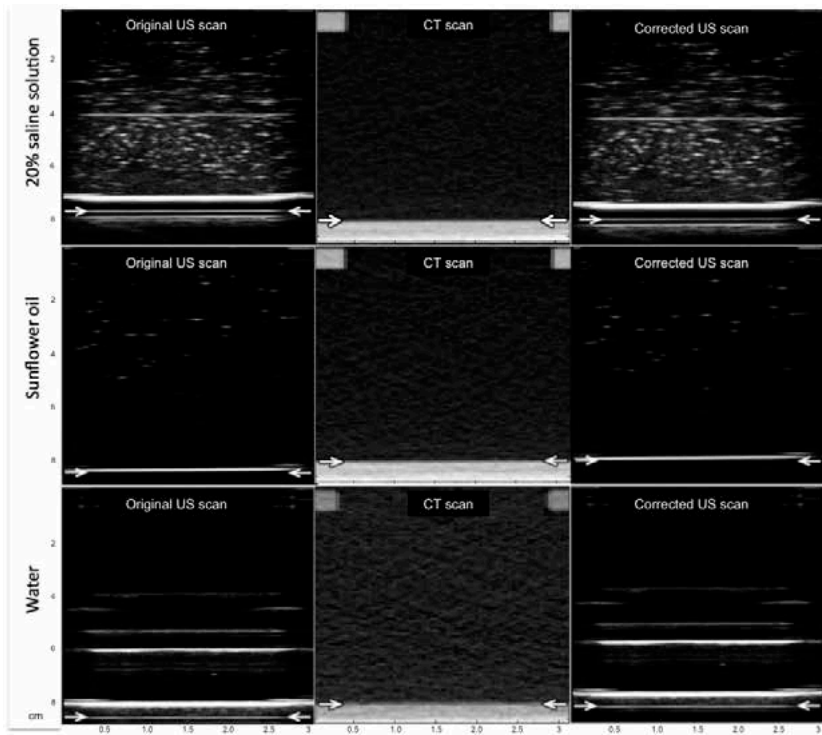 20% saline solution
Original US scan
CT scan
Corrected US scan
2
4
6
8
Sunflower oil
Original US scan
CT scan
Corrected US scan
2
4
6
8
Water
Original US scan
CT scan
Corrected US scan
2
4
6
8
cm
0.5 1.0 1.5 2.0 2.5 3
0.5 1.0 1.5 2.0 2.5 3
0.5 1.0 1.5 2.0 2.5 3